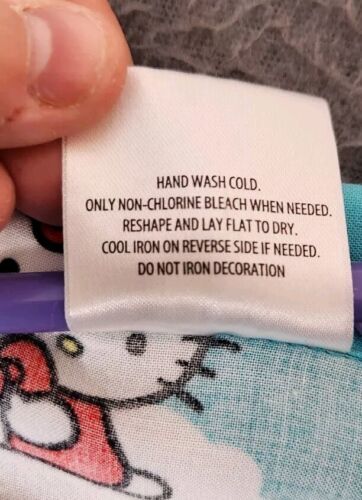 HAND WASH COLD.
ONLY NON-CHLORINE BLEACH WHEN NEEDED.
RESHAPE AND LAY FLAT TO DRY.
COOL IRON ON REVERSE SIDE IF NEEDED.
DO NOT IRON DECORATION